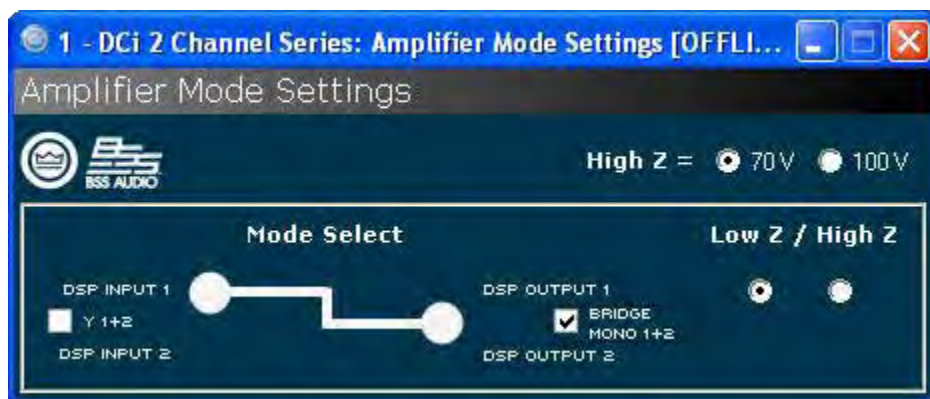 1 - DCi 2 Channel Series: Amplifier Mode Settings [OFFLI...
Amplifier Mode Settings
BSS AUDIO
High Z = 70V 100V
Mode Select
Low Z / High Z
DSP INPUT 1
Y 1+2
DSP INPUT 2
DSP OUTPUT 1
BRIDGE
MONO 1+2
DSP OUTPUT 2